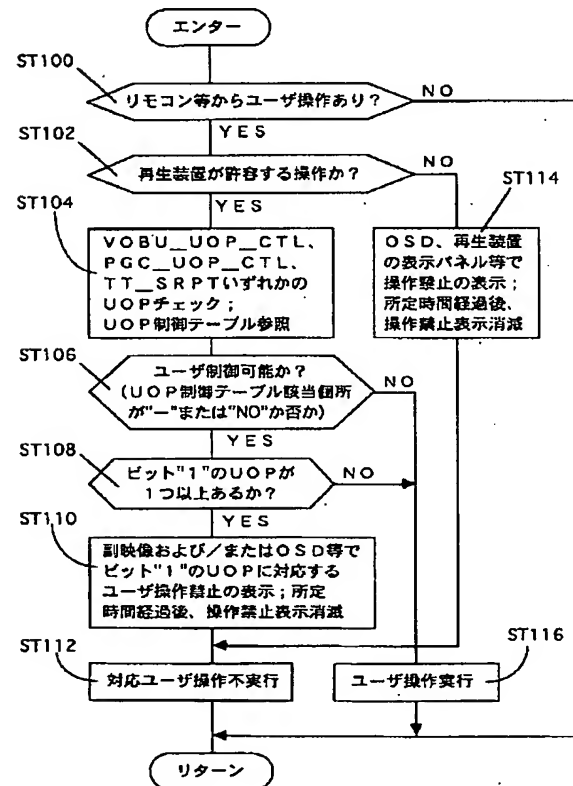 エンター
ST100
リモコン等からユーザ操作あり?
NO
YES
ST102
再生装置が許容する操作か?
NO
YES
ST104
VOBU_UOP_CTL、
PGC_UOP_CTL、
TT_SRPTいずれかの
UOPチェック;
UOP制御テーブル参照
ST114
OSD、再生装置
の表示パネル等で
操作禁止の表示;
所定時間経過後、
操作禁止表示消滅
ST106
ユーザ制御可能か?
(UOP制御テーブル該当個所
が"−"または"NO"か否か)
NO
YES
ST108
ビット"1"のUOPが
1つ以上あるか?
NO
YES
ST110
副映像および/またはOSD等で
ビット"1"のUOPに対応する
ユーザ操作禁止の表示;所定
時間経過後、操作禁止表示消滅
ST112
対応ユーザ操作不実行
ST116
ユーザ操作実行
リターン